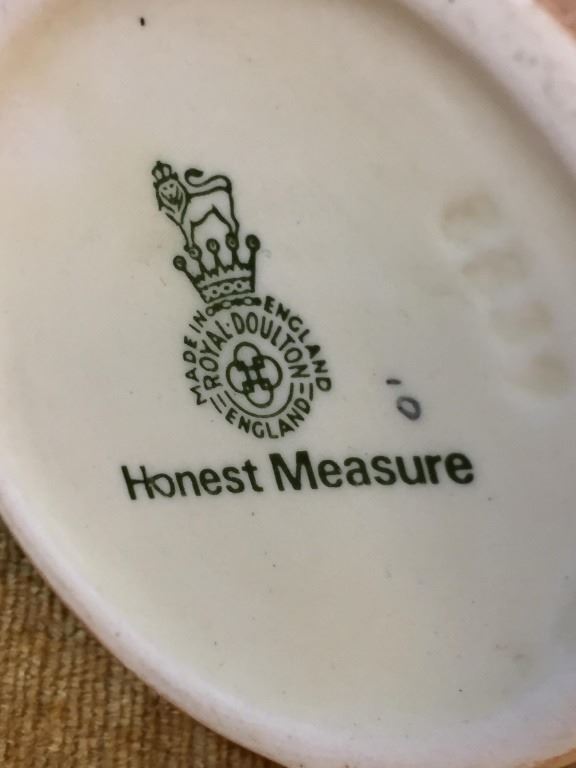 MADE IN ENGLAND
ROYAL·DOULTON
ENGLAND
Honest Measure